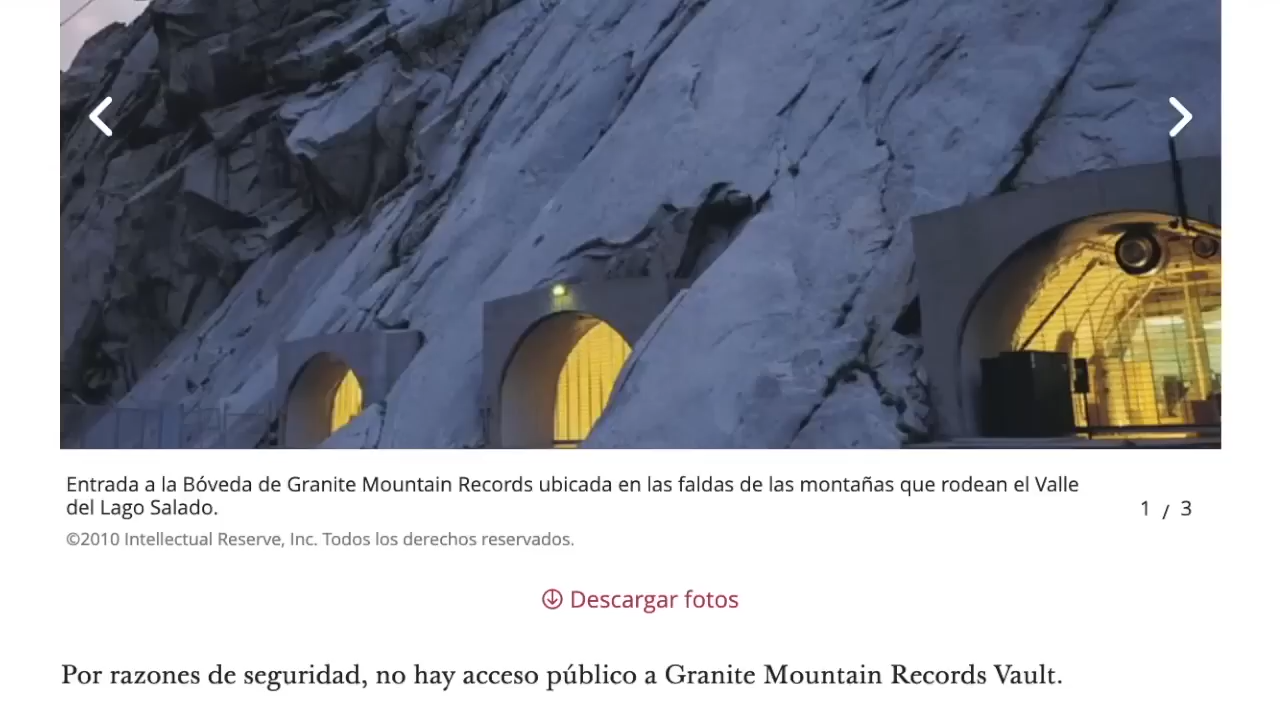 Entrada a la Bóveda de Granite Mountain Records ubicada en las faldas de las montañas que rodean el Valle
del Lago Salado.
1 / 3
©2010 Intellectual Reserve, Inc. Todos los derechos reservados.
Descargar fotos
Por razones de seguridad, no hay acceso público a Granite Mountain Records Vault.